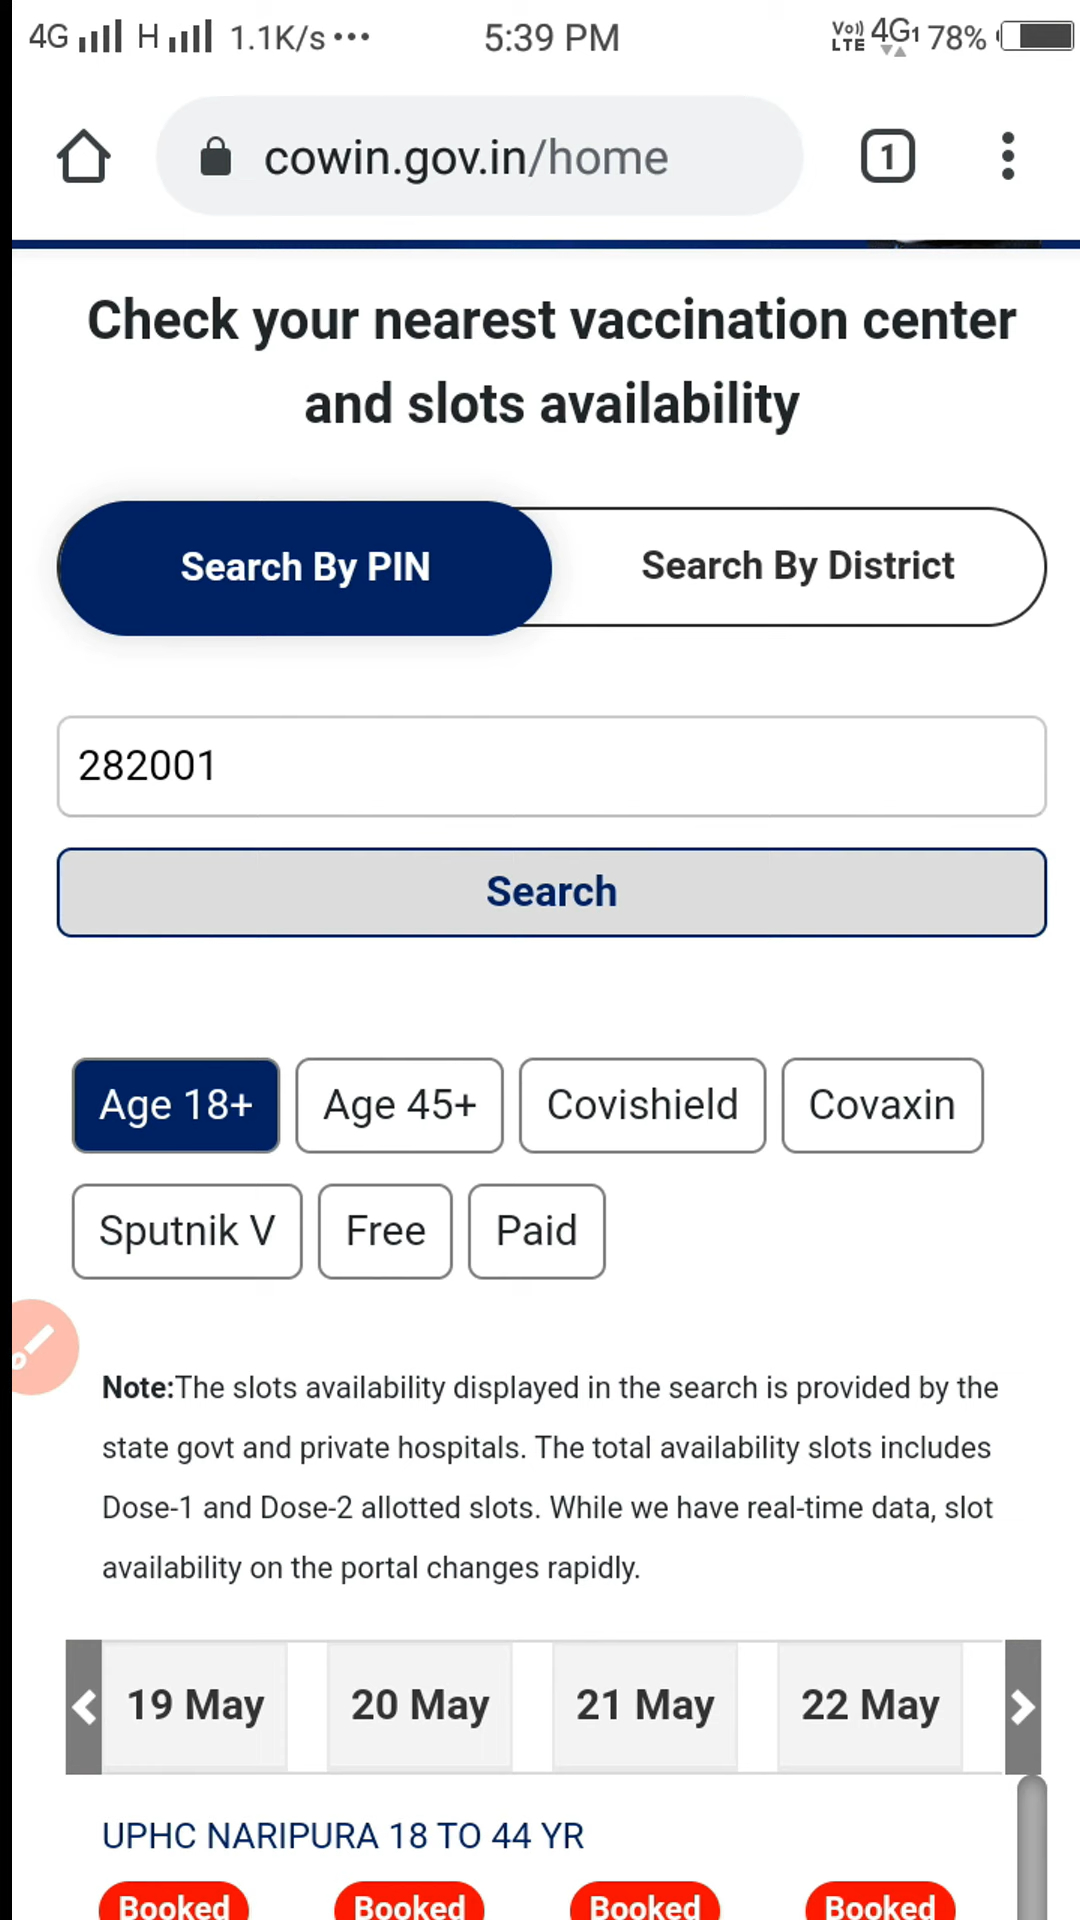 4G H 1.1K/s... 5:39 PM Vo)) LTE 4G1 78%
cowin.gov.in/home 1
Check your nearest vaccination center
and slots availability
Search By PIN Search By District
282001
Search
Age 18+ Age 45+ Covishield Covaxin
Sputnik V Free Paid
Note:The slots availability displayed in the search is provided by the
state govt and private hospitals. The total availability slots includes
Dose-1 and Dose-2 allotted slots. While we have real-time data, slot
availability on the portal changes rapidly.
19 May 20 May 21 May 22 May
UPHC NARIPURA 18 TO 44 YR
Booked Booked Booked Booked